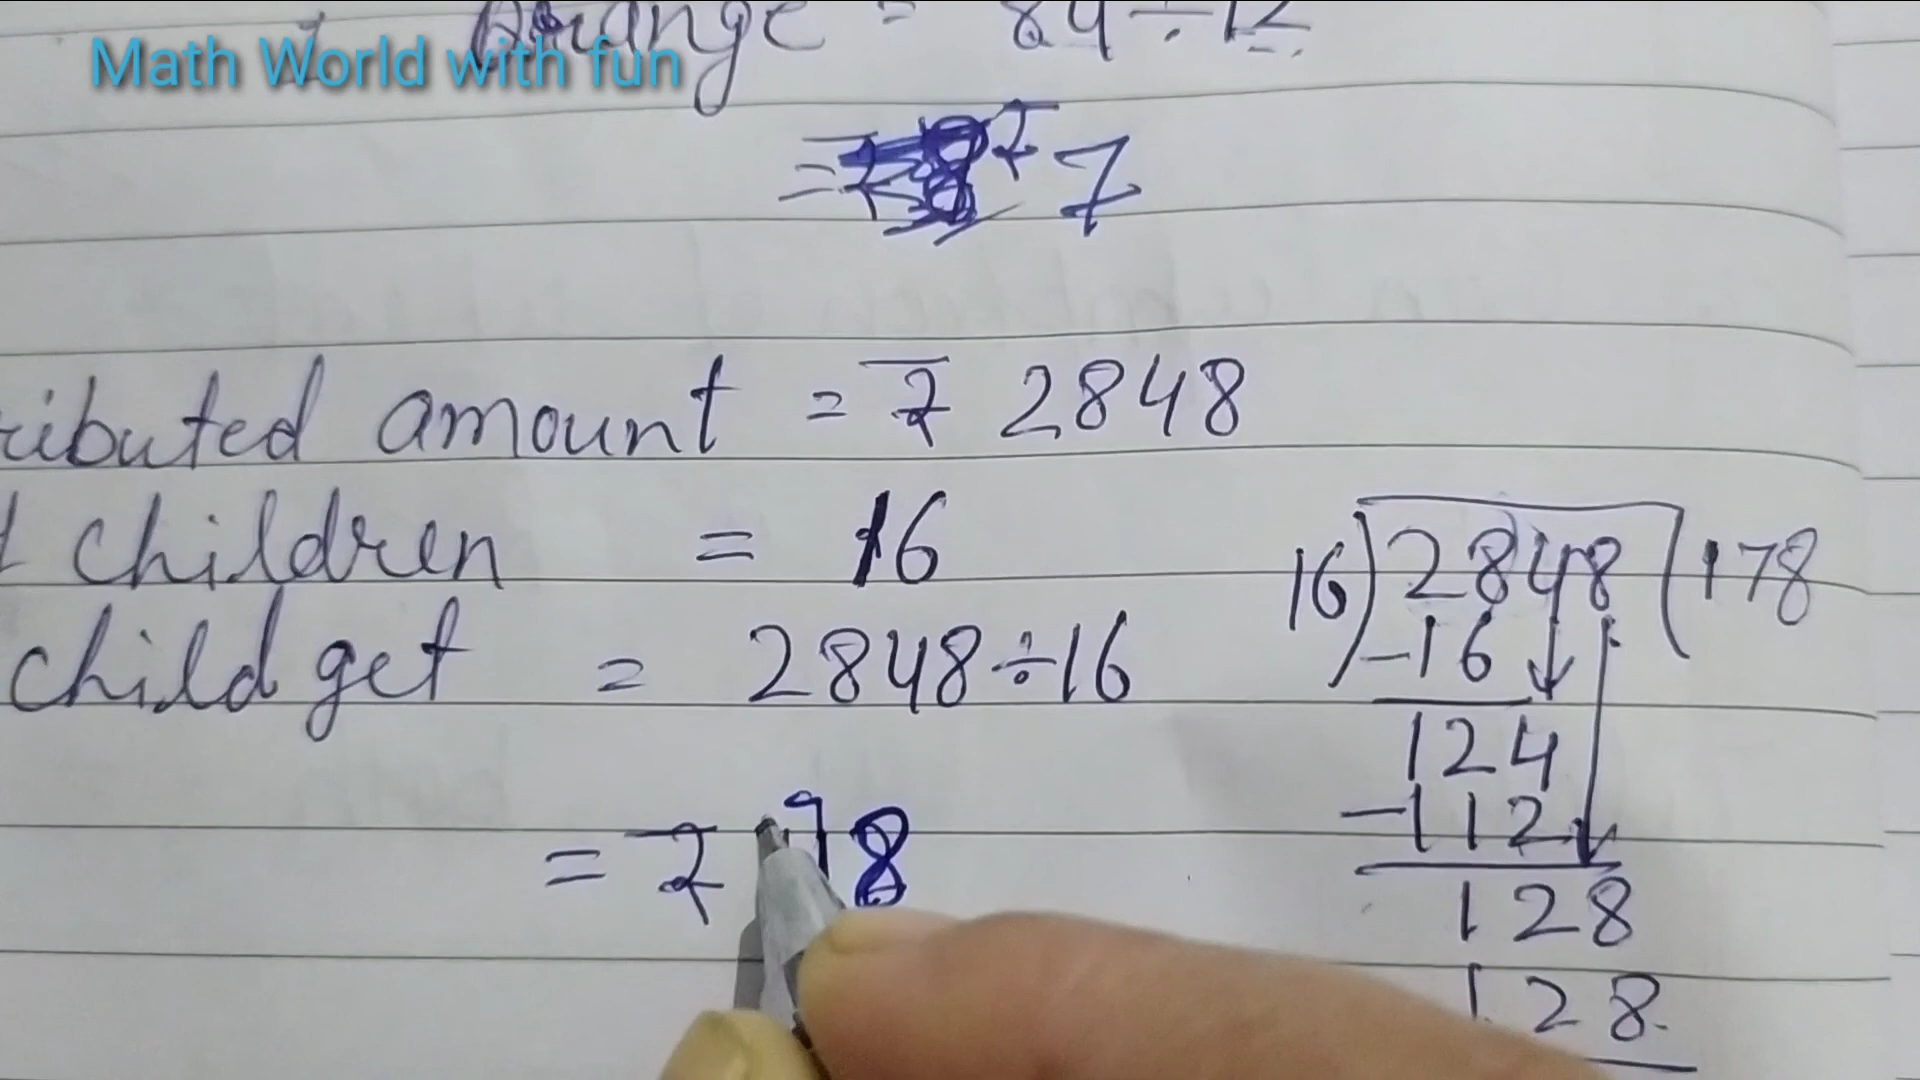 Math World with fun
Orange = 84÷12
= ₹ 7
ributed amount = ₹ 2848
children = 16
child get = 2848÷16
16)2848(178
-16
124
-112
128
128
= ₹ 178